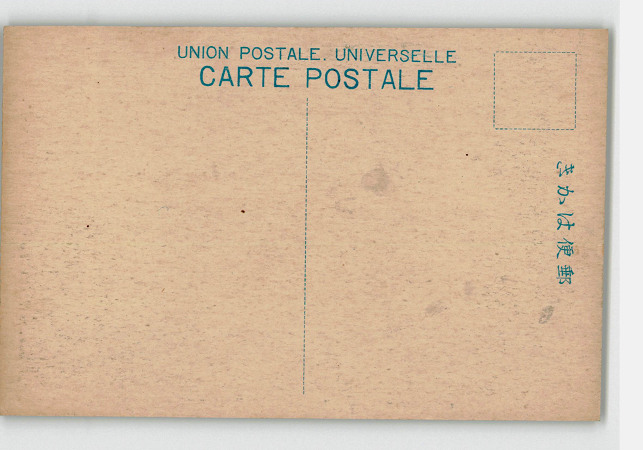 UNION POSTALE. UNIVERSELLE
CARTE POSTALE
郵便はかき